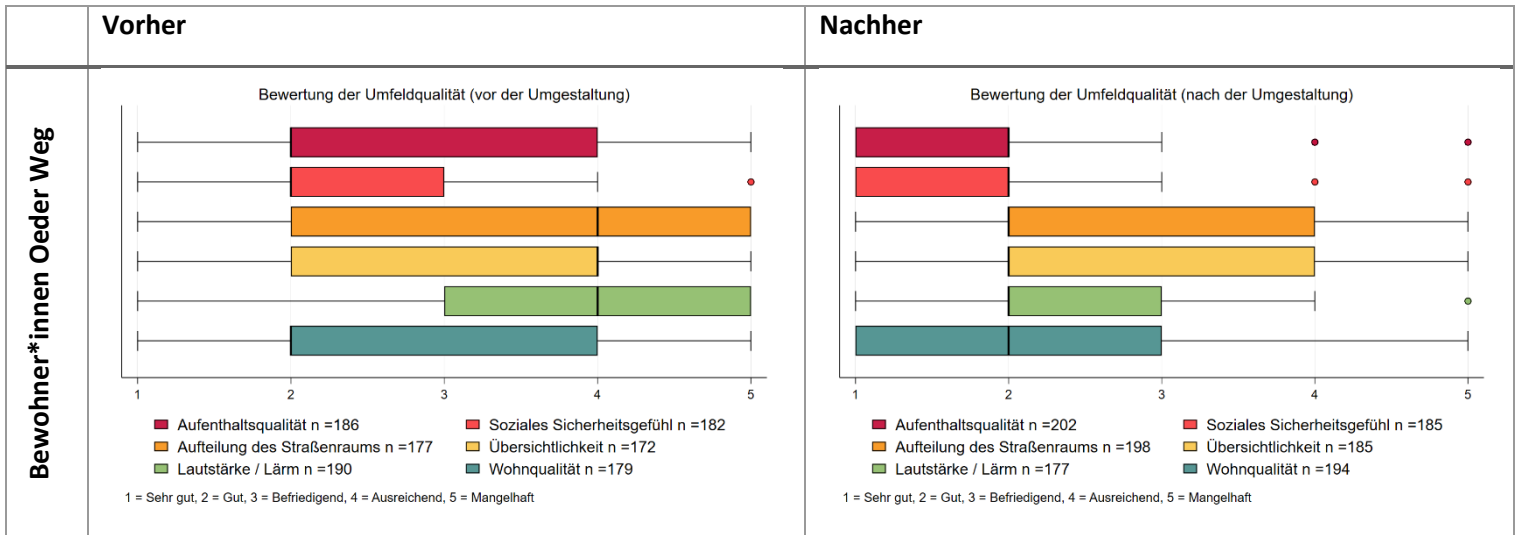 Vorher
Nachher
Bewohner*innen Oeder Weg
Bewertung der Umfeldqualität (vor der Umgestaltung)
1 2 3 4 5
Aufenthaltsqualität n =186
Soziales Sicherheitsgefühl n =182
Aufteilung des Straßenraums n =177
Übersichtlichkeit n =172
Lautstärke / Lärm n =190
Wohnqualität n =179
1 = Sehr gut, 2 = Gut, 3 = Befriedigend, 4 = Ausreichend, 5 = Mangelhaft
Bewertung der Umfeldqualität (nach der Umgestaltung)
1 2 3 4 5
Aufenthaltsqualität n =202
Soziales Sicherheitsgefühl n =185
Aufteilung des Straßenraums n =198
Übersichtlichkeit n =185
Lautstärke / Lärm n =177
Wohnqualität n =194
1 = Sehr gut, 2 = Gut, 3 = Befriedigend, 4 = Ausreichend, 5 = Mangelhaft